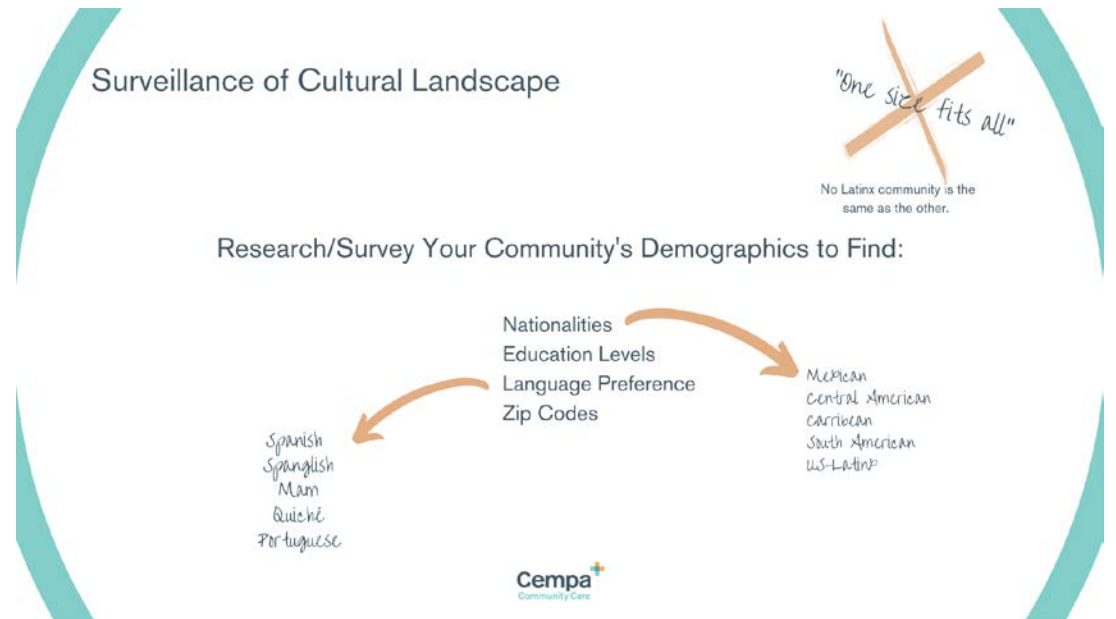 Surveillance of Cultural Landscape
"One size fits all"
No Latinx community is the
same as the other.
Research/Survey Your Community's Demographics to Find:
Nationalities
Education Levels
Language Preference
Zip Codes
Mexican
Central American
Carribean
South American
US-Latino
Spanish
Spanglish
Mam
Quiché
Portuguese
Cempa
Community Care